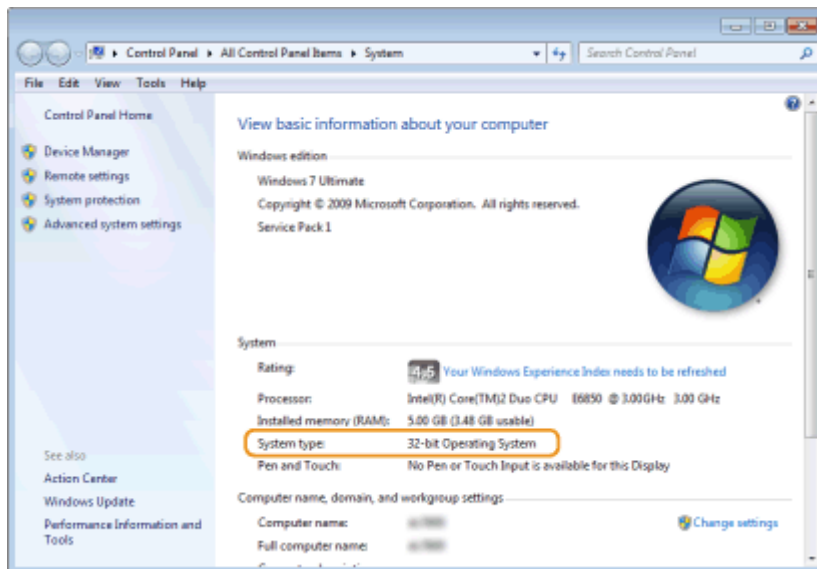 Control Panel ▸ All Control Panel Items ▸ System
Search Control Panel
File Edit View Tools Help
Control Panel Home
Device Manager
Remote settings
System protection
Advanced system settings
See also
Action Center
Windows Update
Performance Information and
Tools
View basic information about your computer
Windows edition
Windows 7 Ultimate
Copyright © 2009 Microsoft Corporation. All rights reserved.
Service Pack 1
System
Rating: 4,5 Your Windows Experience Index needs to be refreshed
Processor: Intel(R) Core(TM)2 Duo CPU E6850 @ 3.00GHz 3.00 GHz
Installed memory (RAM): 5.00 GB (3.48 GB usable)
System type: 32-bit Operating System
Pen and Touch: No Pen or Touch Input is available for this Display
Computer name, domain, and workgroup settings
Computer name:
Change settings
Full computer name: